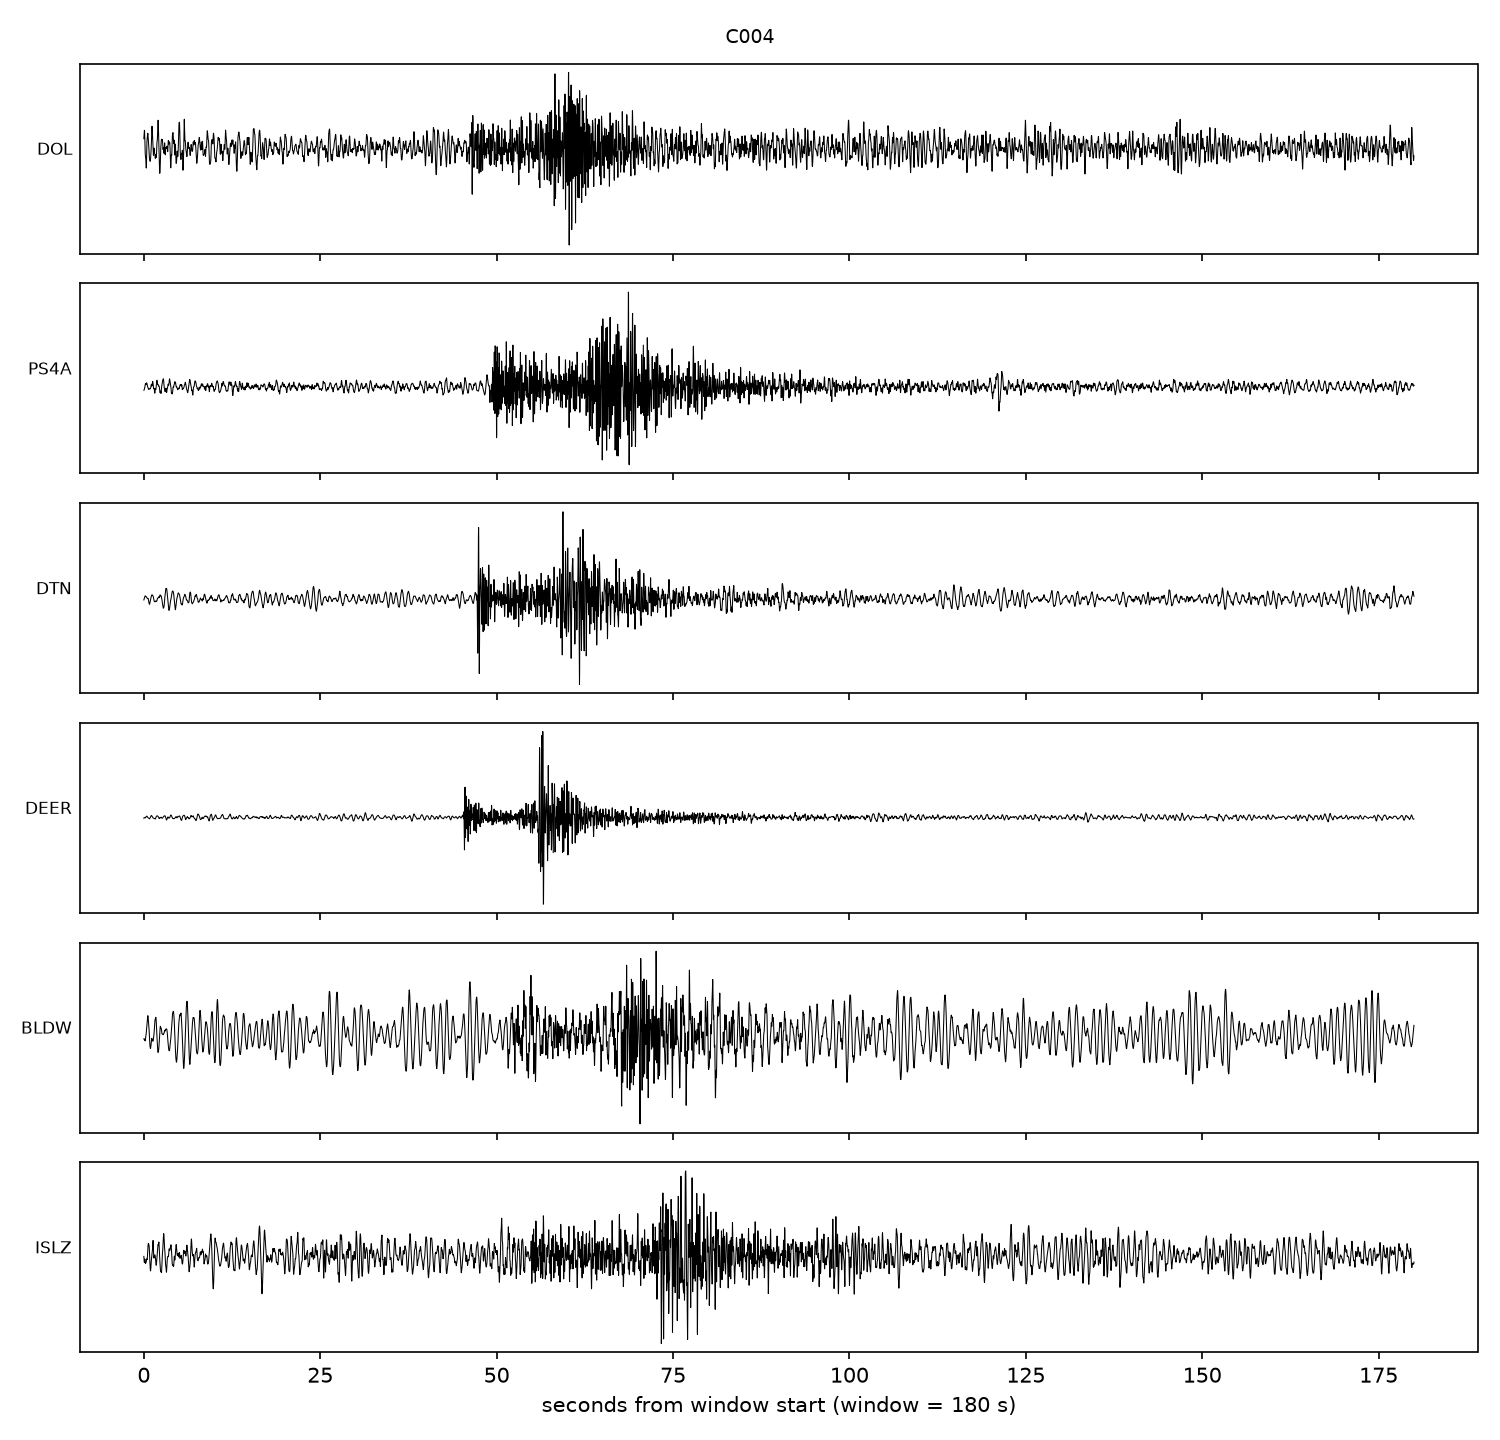 C004
DOL
PS4A
DTN
DEER
BLDW
ISLZ
0 25 50 75 100 125 150 175
seconds from window start (window = 180 s)